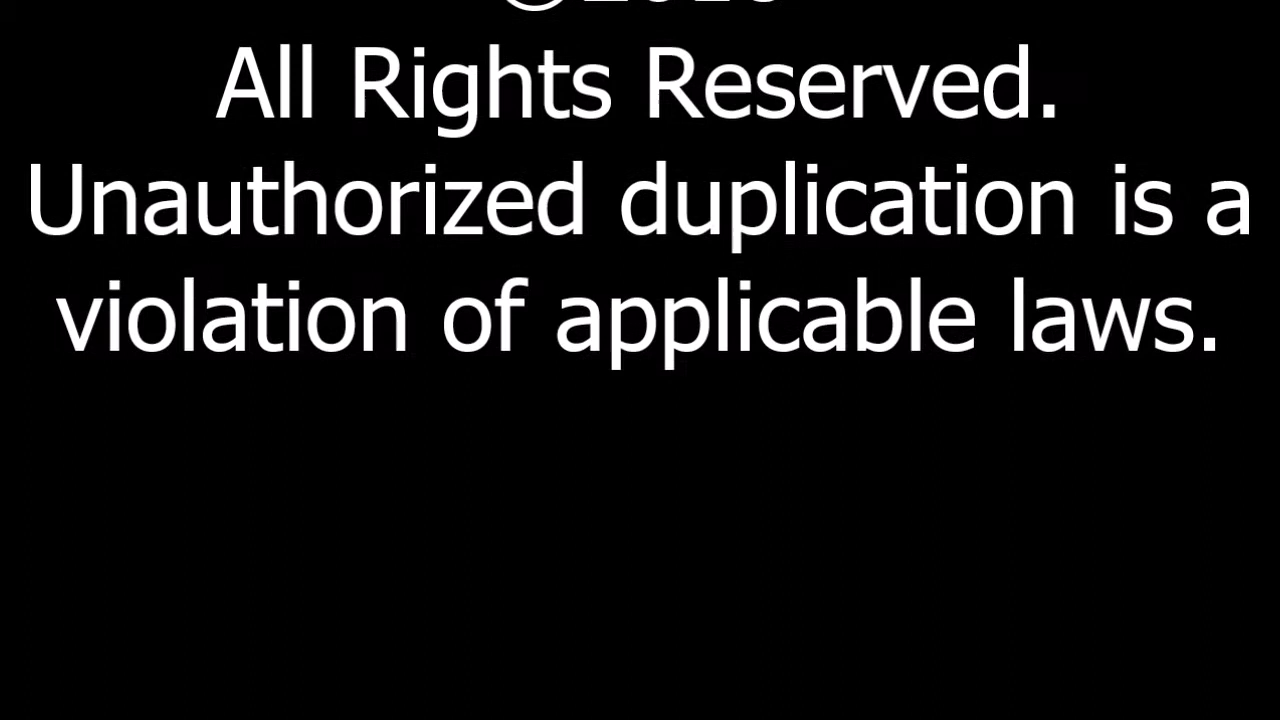 All Rights Reserved.
Unauthorized duplication is a
violation of applicable laws.